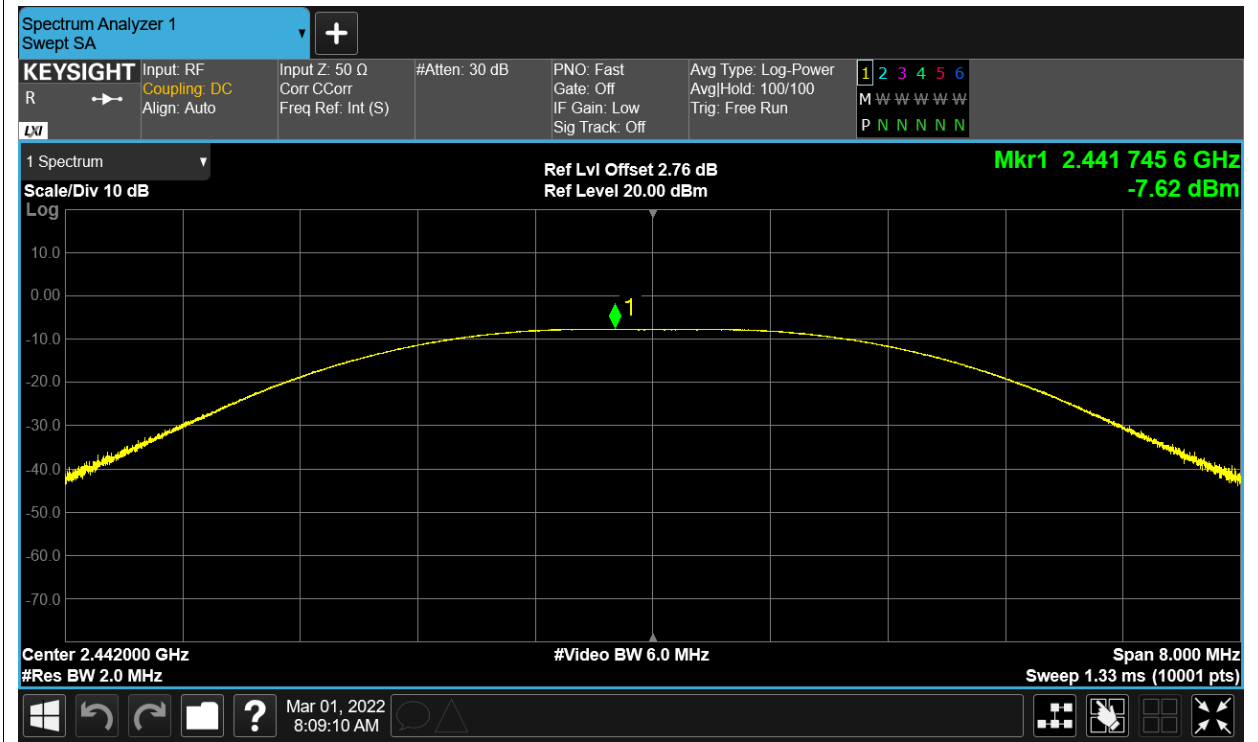 Spectrum Analyzer 1
Swept SA
KEYSIGHT
R
LXI
Input: RF
Coupling: DC
Align: Auto
Input Z: 50 Ω
Corr CCorr
Freq Ref: Int (S)
#Atten: 30 dB
PNO: Fast
Gate: Off
IF Gain: Low
Sig Track: Off
Avg Type: Log-Power
Avg|Hold: 100/100
Trig: Free Run
1 2 3 4 5 6
M W W W W W
P N N N N N
1 Spectrum
Scale/Div 10 dB
Log
Ref Lvl Offset 2.76 dB
Ref Level 20.00 dBm
Mkr1 2.441 745 6 GHz
-7.62 dBm
10.0
0.00
-10.0
-20.0
-30.0
-40.0
-50.0
-60.0
-70.0
1
Center 2.442000 GHz
#Res BW 2.0 MHz
#Video BW 6.0 MHz
Span 8.000 MHz
Sweep 1.33 ms (10001 pts)
?
Mar 01, 2022
8:09:10 AM